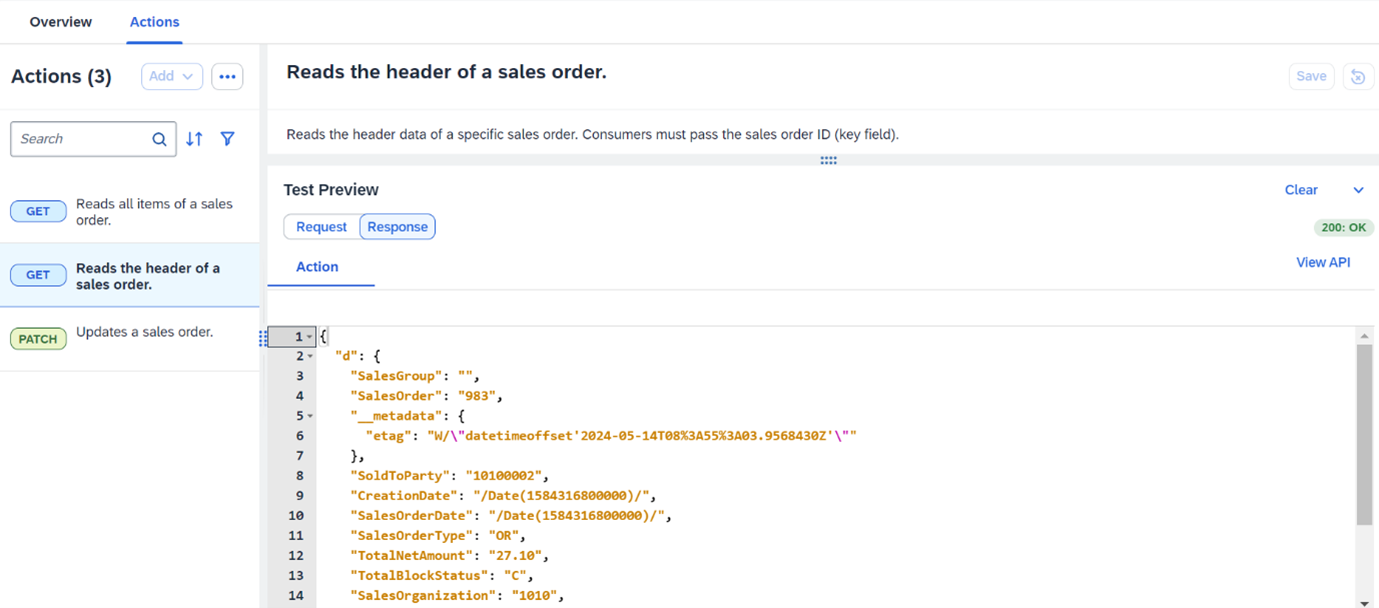 Overview Actions
Actions (3) Add
Search
GET Reads all items of a sales
order.
GET Reads the header of a
sales order.
PATCH Updates a sales order.
Reads the header of a sales order.
Save
Reads the header data of a specific sales order. Consumers must pass the sales order ID (key field).
Test Preview
Clear
Request Response
200: OK
Action
View API
1 {
2 "d": {
3 "SalesGroup": "",
4 "SalesOrder": "983",
5 "__metadata": {
6 "etag": "W/\"datetimeoffset'2024-05-14T08%3A55%3A03.9568430Z'\""
7 },
8 "SoldToParty": "10100002",
9 "CreationDate": "/Date(1584316800000)/",
10 "SalesOrderDate": "/Date(1584316800000)/",
11 "SalesOrderType": "OR",
12 "TotalNetAmount": "27.10",
13 "TotalBlockStatus": "C",
14 "SalesOrganization": "1010",